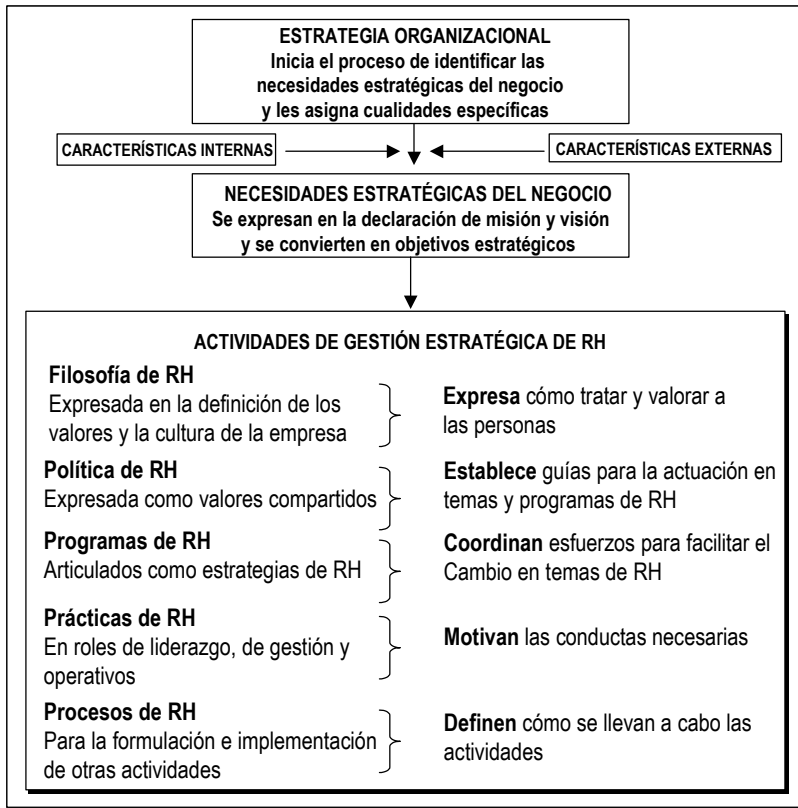 ESTRATEGIA ORGANIZACIONAL
Inicia el proceso de identificar las
necesidades estratégicas del negocio
y les asigna cualidades específicas
CARACTERÍSTICAS INTERNAS
CARACTERÍSTICAS EXTERNAS
NECESIDADES ESTRATÉGICAS DEL NEGOCIO
Se expresan en la declaración de misión y visión
y se convierten en objetivos estratégicos
ACTIVIDADES DE GESTIÓN ESTRATÉGICA DE RH
Filosofía de RH
Expresada en la definición de los
valores y la cultura de la empresa
Expresa cómo tratar y valorar a
las personas
Política de RH
Expresada como valores compartidos
Establece guías para la actuación en
temas y programas de RH
Programas de RH
Articulados como estrategias de RH
Coordinan esfuerzos para facilitar el
Cambio en temas de RH
Prácticas de RH
En roles de liderazgo, de gestión y
operativos
Motivan las conductas necesarias
Procesos de RH
Para la formulación e implementación
de otras actividades
Definen cómo se llevan a cabo las
actividades